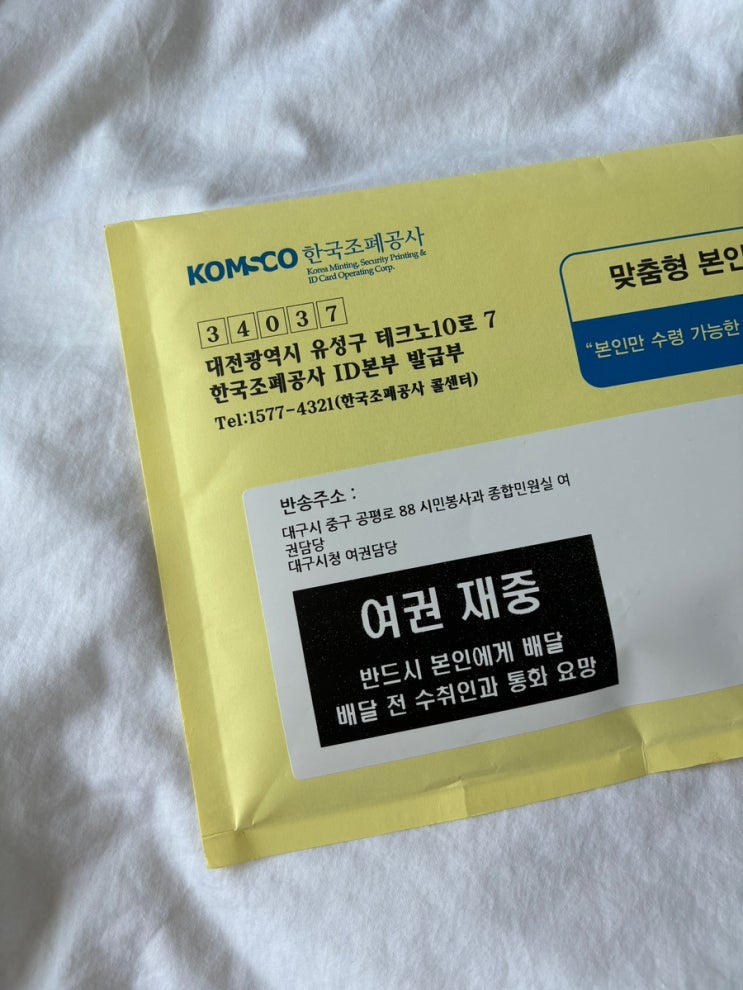 KOMSCO 한국조폐공사
Korea Minting, Security Printing &
ID Card Operating Corp.
34037
대전광역시 유성구 테크노10로 7
한국조폐공사 ID본부 발급부
Tel:1577-4321(한국조폐공사 콜센터)
맞춤형 본인
“본인만 수령 가능한
반송주소 :
대구시 중구 공평로 88 시민봉사과 종합민원실 여
권담당
대구시청 여권담당
여권 재중
반드시 본인에게 배달
배달 전 수취인과 통화 요망